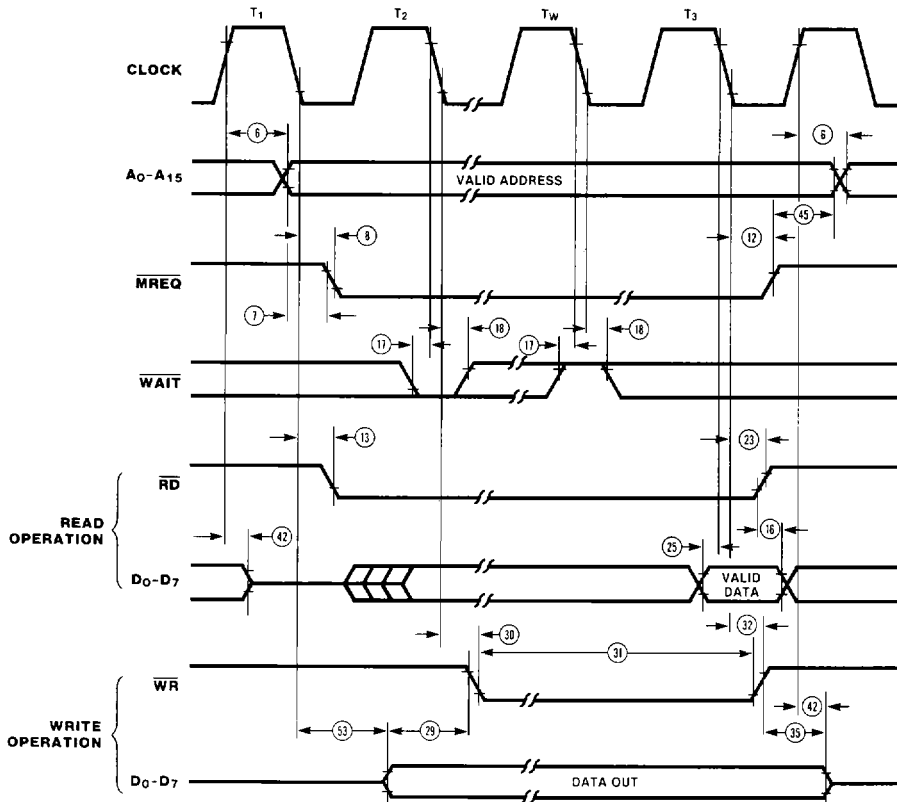 T1 T2 TW T3
CLOCK
6 6
A0-A15 VALID ADDRESS
45
8 12
MREQ
7
17 18 17 18
WAIT
13 23
RD
READ OPERATION
42 25 16
D0-D7 VALID DATA
30 31 32
WR
42
WRITE OPERATION
53 29 35
D0-D7 DATA OUT